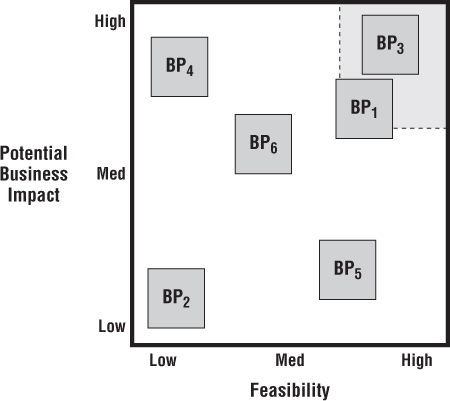 High
BP3
BP4
BP1
BP6
Potential
Business
Impact
Med
BP5
BP2
Low
Low Med High
Feasibility